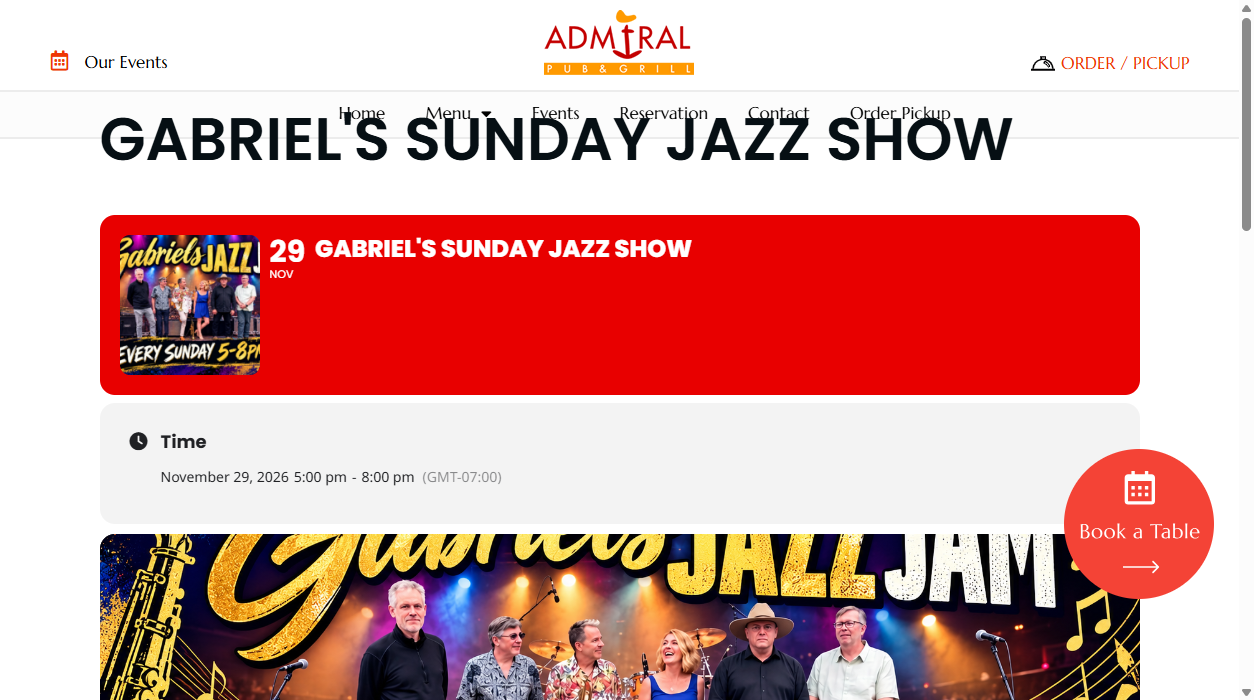 Our Events
ADMIRAL
PUB & GRILL
ORDER / PICKUP
Home Menu Events Reservation Contact Order Pickup
GABRIEL'S SUNDAY JAZZ SHOW
Gabriels JAZZ
EVERY SUNDAY 5-8PM
29
NOV
GABRIEL'S SUNDAY JAZZ SHOW
Time
November 29, 2026 5:00 pm - 8:00 pm (GMT-07:00)
Book a Table
Gabriels JAZZ JAM